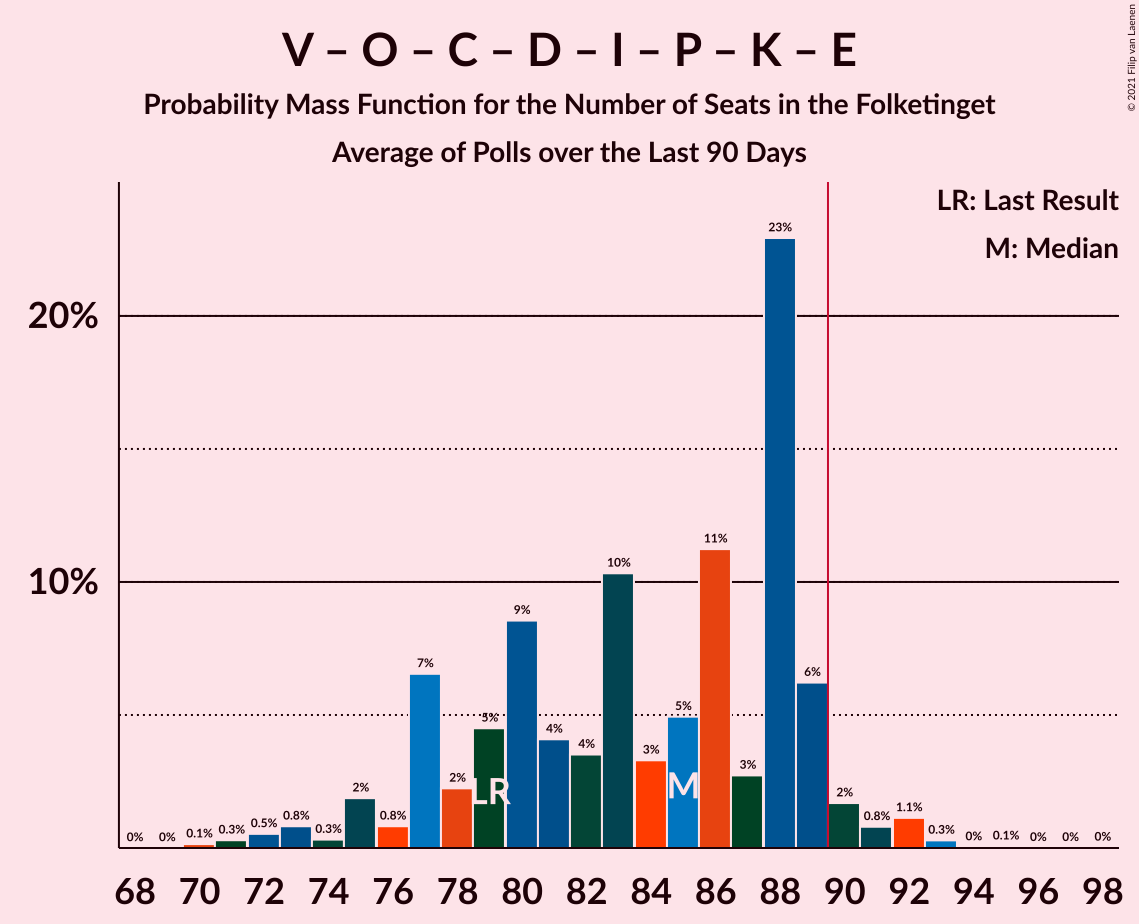 V – O – C – D – I – P – K – E
Probability Mass Function for the Number of Seats in the Folketinget
Average of Polls over the Last 90 Days
© 2021 Filip van Laenen
LR: Last Result
M: Median
20%
10%
0% 0% 0.1% 0.3% 0.5% 0.8% 0.3% 2% 0.8% 7% 2% 5% 9% 4% 4% 10% 3% 5% 11% 3% 23% 6% 2% 0.8% 1.1% 0.3% 0% 0.1% 0% 0% 0%
LR M
68 70 72 74 76 78 80 82 84 86 88 90 92 94 96 98